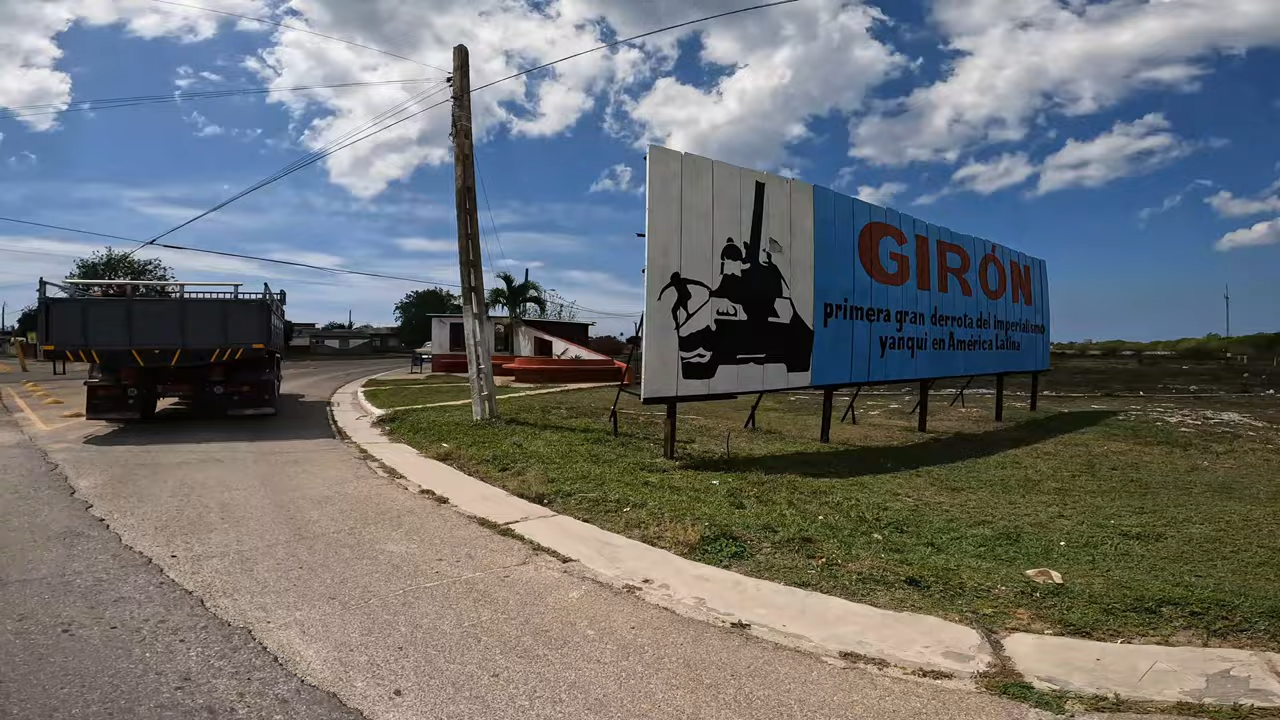 GIRÓN
primera gran derrota del imperialismo
yanqui en América Latina